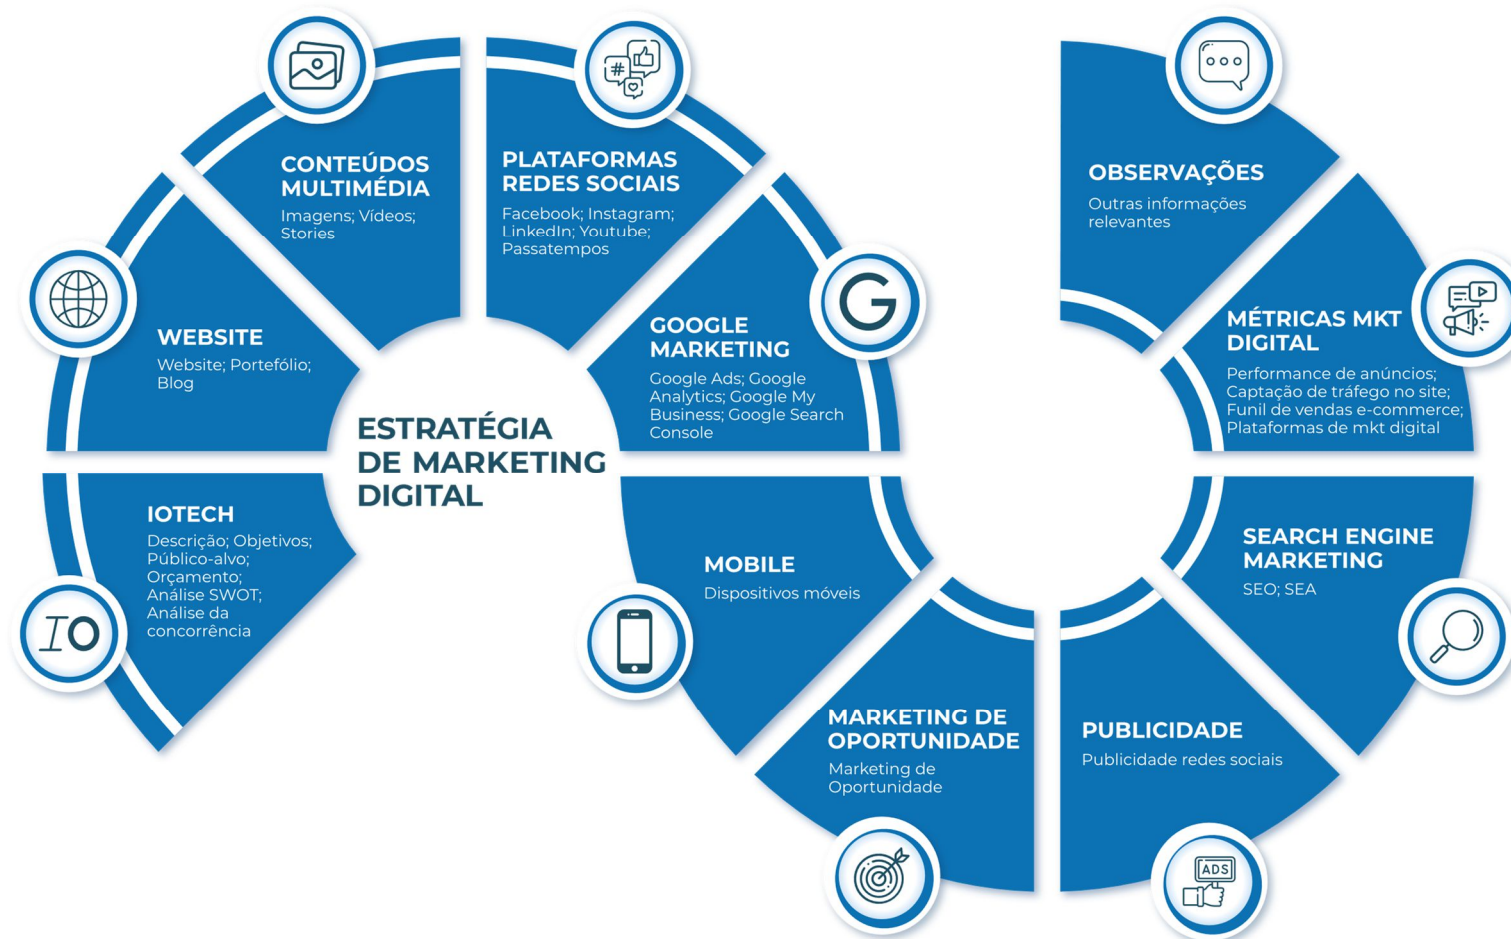 ESTRATÉGIA
DE MARKETING
DIGITAL
IOTECH
Descrição; Objetivos;
Público-alvo;
Orçamento;
Análise SWOT;
Análise da
concorrência
IO
WEBSITE
Website; Portefólio;
Blog
CONTEÚDOS
MULTIMÉDIA
Imagens; Vídeos;
Stories
PLATAFORMAS
REDES SOCIAIS
Facebook; Instagram;
LinkedIn; Youtube;
Passatempos
#
GOOGLE
MARKETING
Google Ads; Google
Analytics; Google My
Business; Google Search
Console
G
MOBILE
Dispositivos móveis
MARKETING DE
OPORTUNIDADE
Marketing de
Oportunidade
PUBLICIDADE
Publicidade redes sociais
ADS
SEARCH ENGINE
MARKETING
SEO; SEA
MÉTRICAS MKT
DIGITAL
Performance de anúncios;
Captação de tráfego no site;
Funil de vendas e-commerce;
Plataformas de mkt digital
OBSERVAÇÕES
Outras informações
relevantes